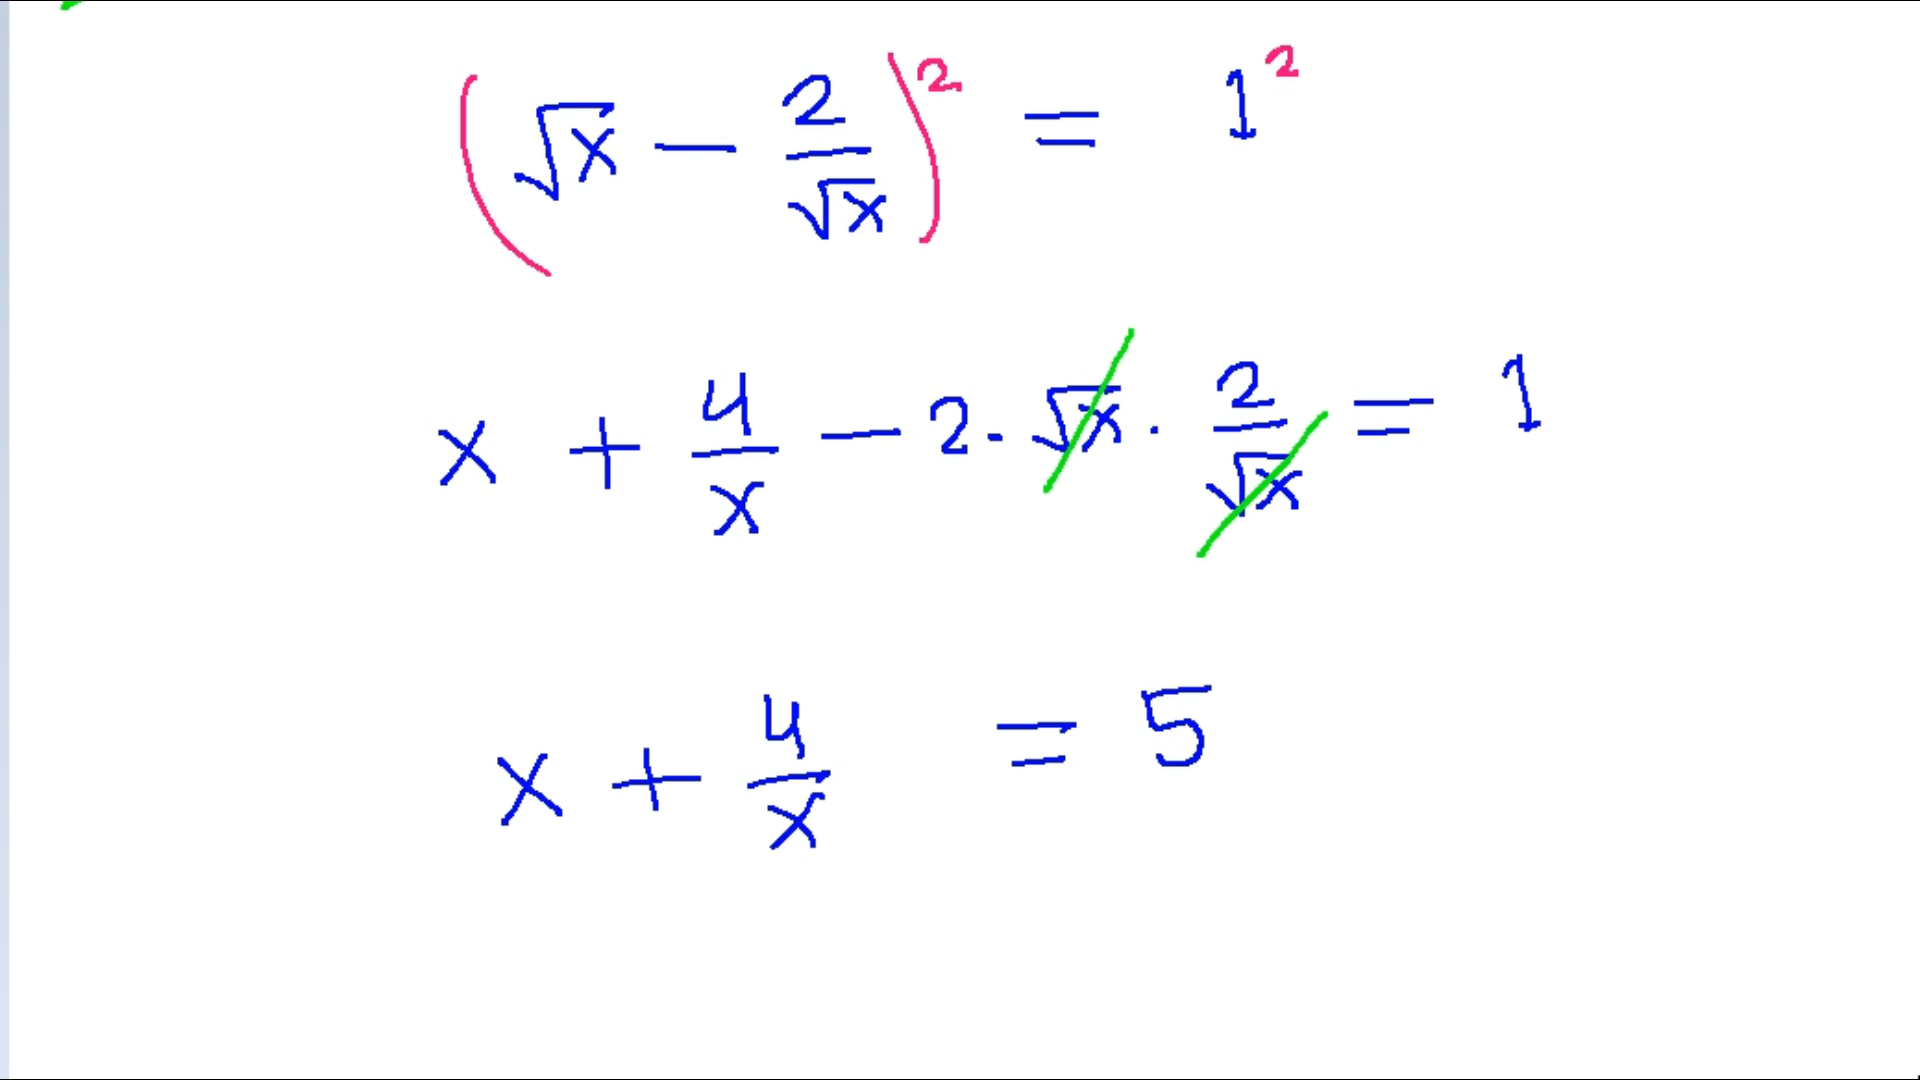 (√x − 2/√x)² = 1²
x + 4/x − 2 · √x · 2/√x = 1
x + 4/x = 5